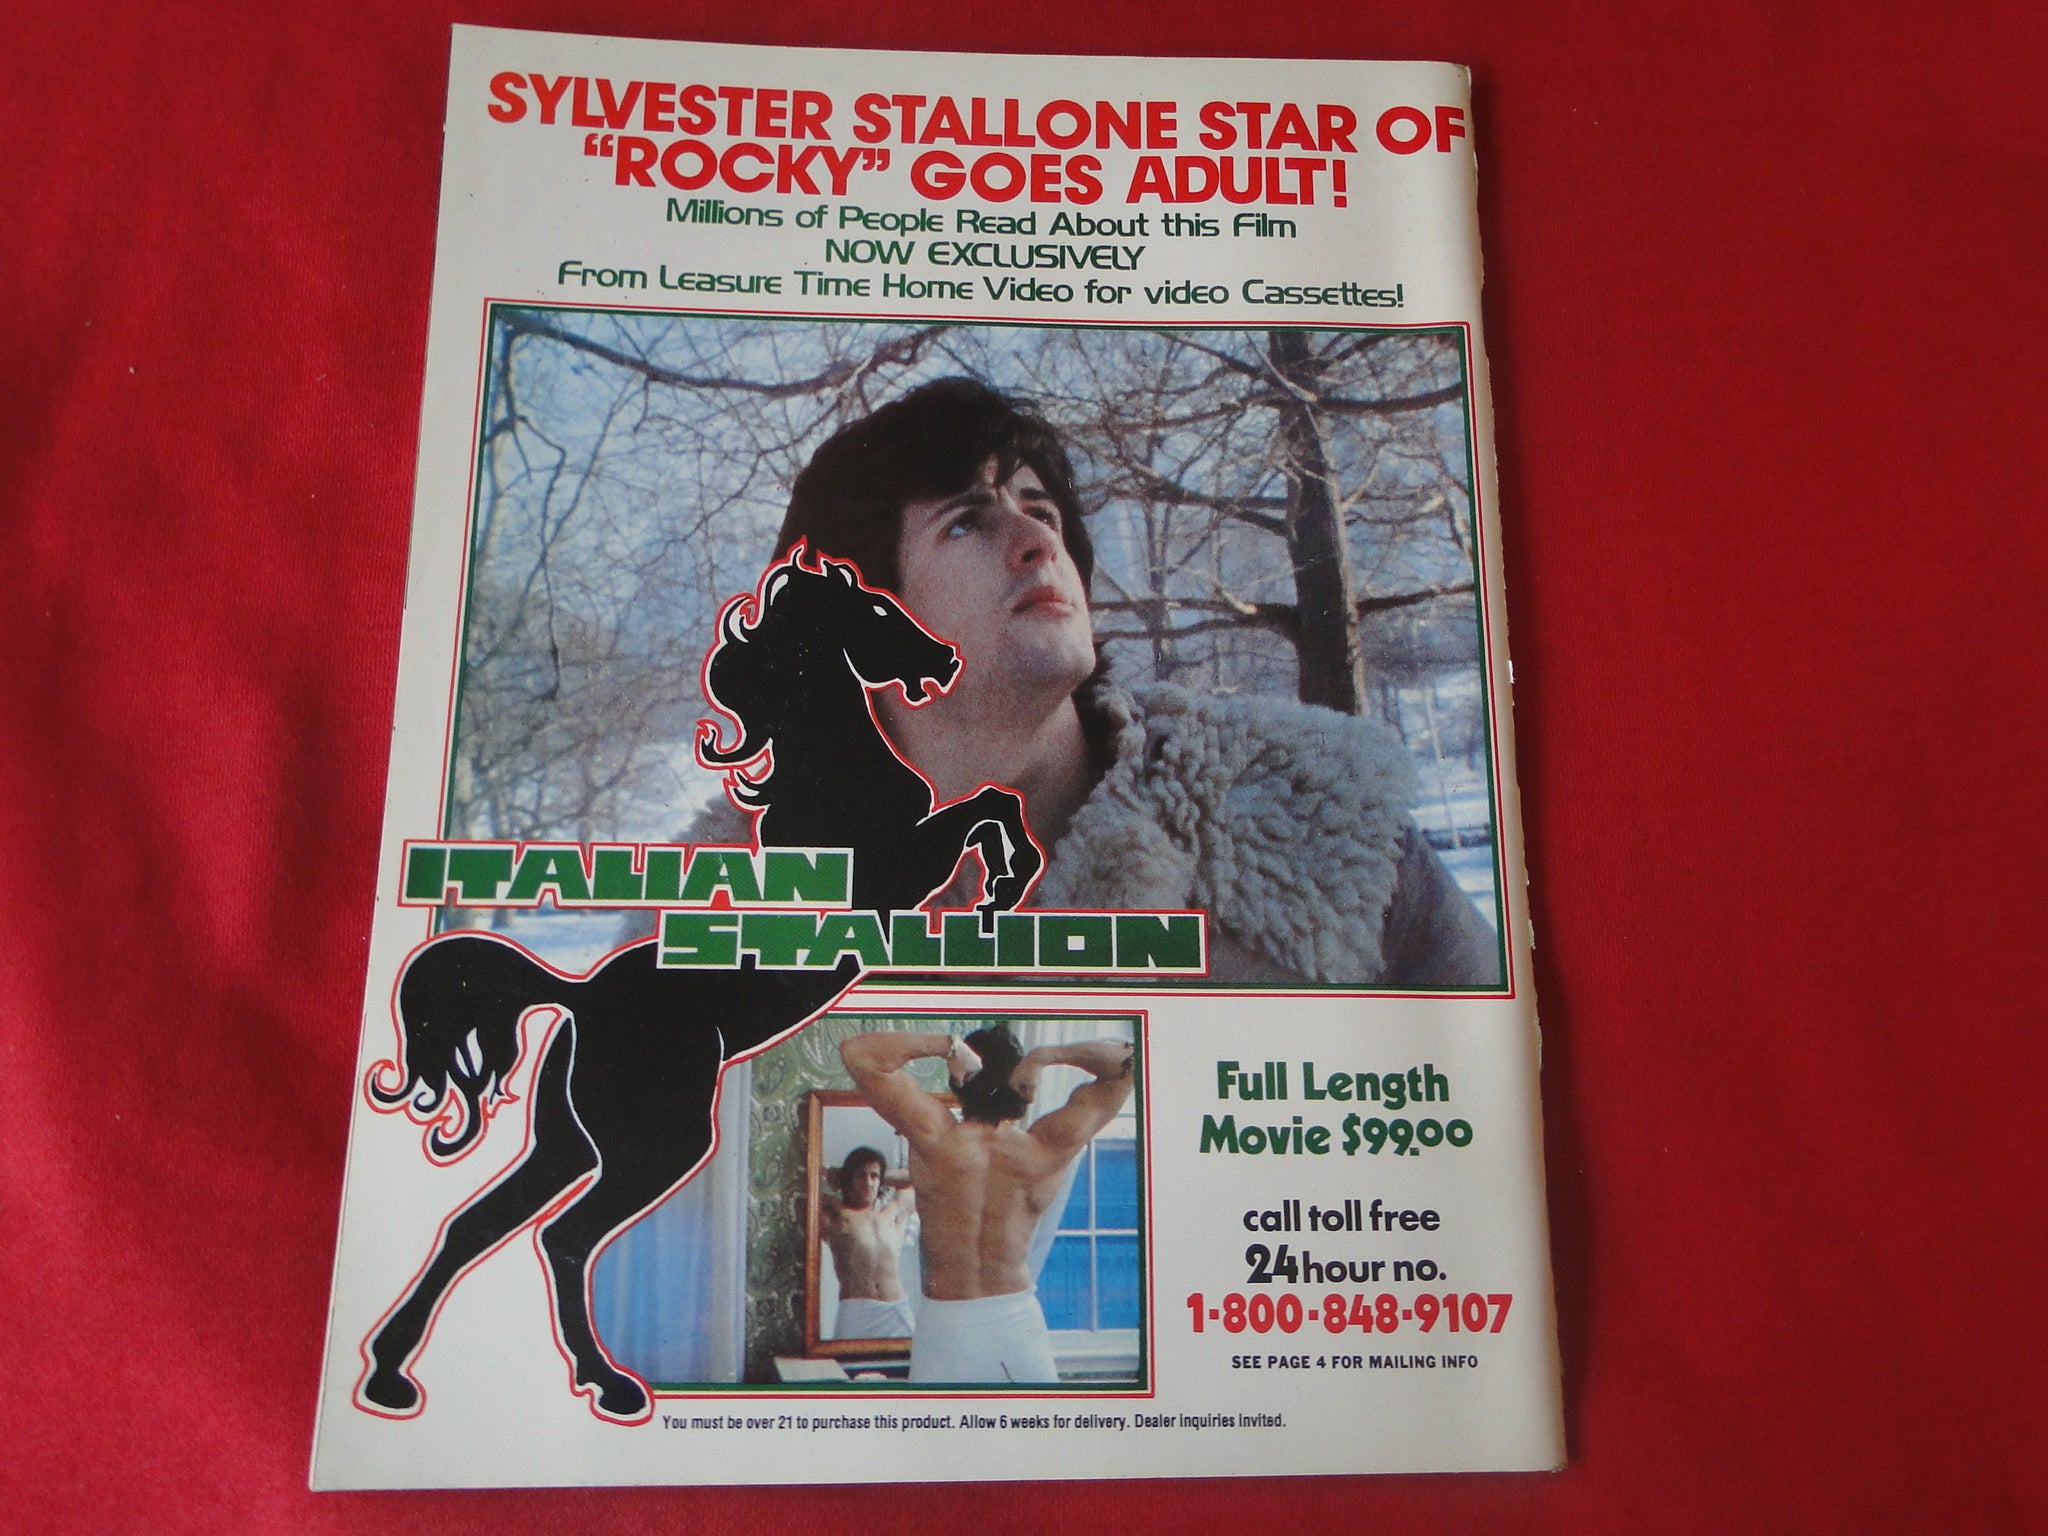 SYLVESTER STALLONE STAR OF
“ROCKY” GOES ADULT!
Millions of People Read About this Film
NOW EXCLUSIVELY
From Leasure Time Home Video for video Cassettes!
ITALIAN
STALLION
Full Length
Movie $99.00
call toll free
24 hour no.
1-800-848-9107
SEE PAGE 4 FOR MAILING INFO
You must be over 21 to purchase this product. Allow 6 weeks for delivery. Dealer inquiries invited.